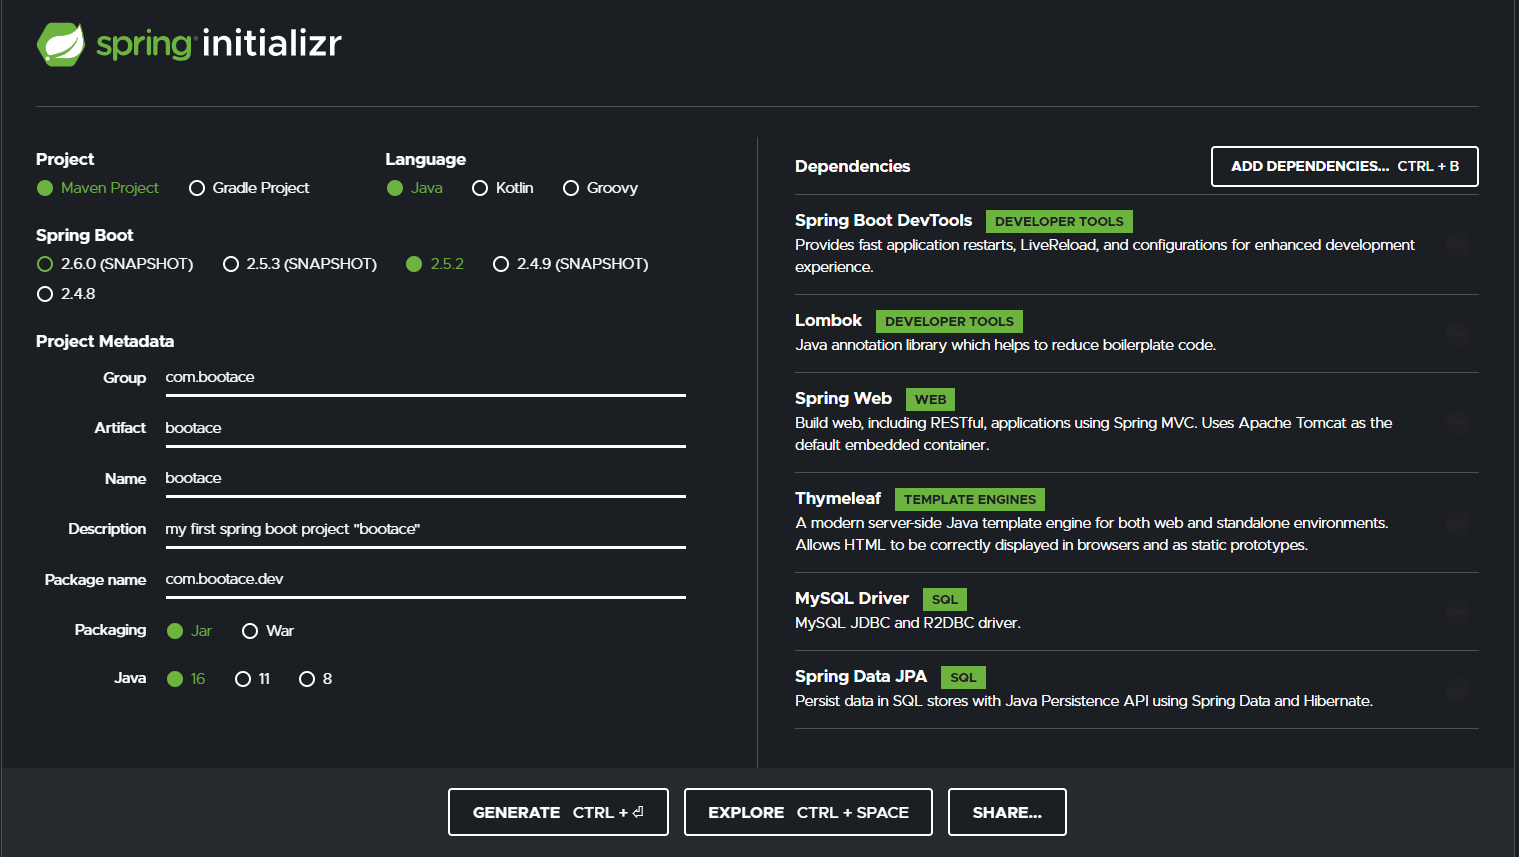 spring initializr
Project
Maven Project Gradle Project
Language
Java Kotlin Groovy
Spring Boot
2.6.0 (SNAPSHOT) 2.5.3 (SNAPSHOT) 2.5.2 2.4.9 (SNAPSHOT)
2.4.8
Project Metadata
Group com.bootace
Artifact bootace
Name bootace
Description my first spring boot project "bootace"
Package name com.bootace.dev
Packaging Jar War
Java 16 11 8
Dependencies
ADD DEPENDENCIES... CTRL + B
Spring Boot DevTools DEVELOPER TOOLS
Provides fast application restarts, LiveReload, and configurations for enhanced development
experience.
Lombok DEVELOPER TOOLS
Java annotation library which helps to reduce boilerplate code.
Spring Web WEB
Build web, including RESTful, applications using Spring MVC. Uses Apache Tomcat as the
default embedded container.
Thymeleaf TEMPLATE ENGINES
A modern server-side Java template engine for both web and standalone environments.
Allows HTML to be correctly displayed in browsers and as static prototypes.
MySQL Driver SQL
MySQL JDBC and R2DBC driver.
Spring Data JPA SQL
Persist data in SQL stores with Java Persistence API using Spring Data and Hibernate.
GENERATE CTRL + ⏎
EXPLORE CTRL + SPACE
SHARE...